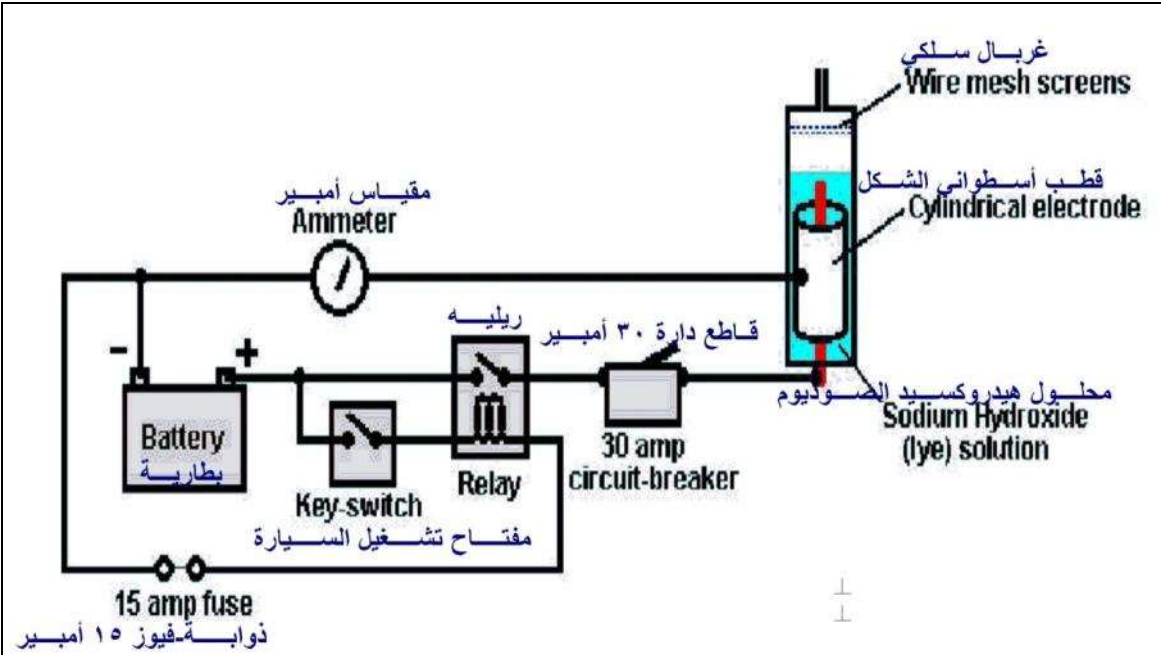 غربال سلكي
Wire mesh screens
قطب أسطواني الشكل
Cylindrical electrode
مقياس أمبير
Ammeter
ريليه
قاطع دارة ٣٠ أمبير
-
+
محلول هيدروكسيد الصوديوم
Sodium Hydroxide
(lye) solution
Battery
بطارية
30 amp
circuit-breaker
Relay
Key-switch
مفتاح تشغيل السيارة
15 amp fuse
ذوابة-فيوز ١٥ أمبير